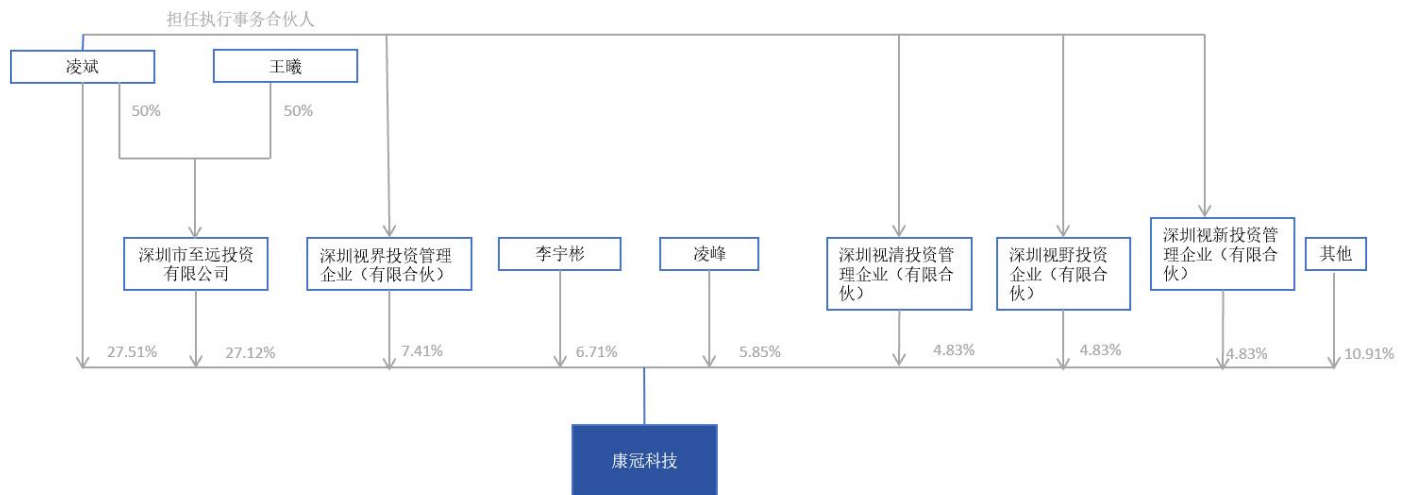 担任执行事务合伙人
凌斌
王曦
50%
50%
深圳市至远投资
有限公司
深圳视界投资管理
企业（有限合伙）
李宇彬
凌峰
深圳视清投资管
理企业（有限合
伙）
深圳视野投资
企业（有限合
伙）
深圳视新投资管
理企业（有限合
伙）
其他
27.51%
27.12%
7.41%
6.71%
5.85%
4.83%
4.83%
4.83%
10.91%
康冠科技